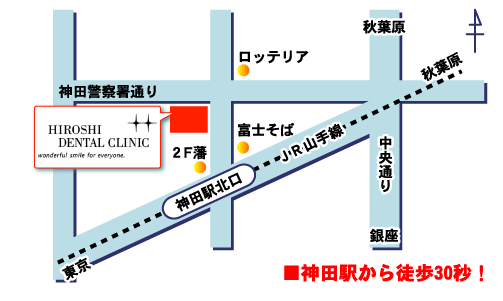 秋葉原
ロッテリア
秋葉原
神田警察署通り
HIROSHI
DENTAL CLINIC
wonderful smile for everyone.
富士そば
JR山手線
2F藩
中央通り
神田駅北口
銀座
東京
■神田駅から徒歩30秒！